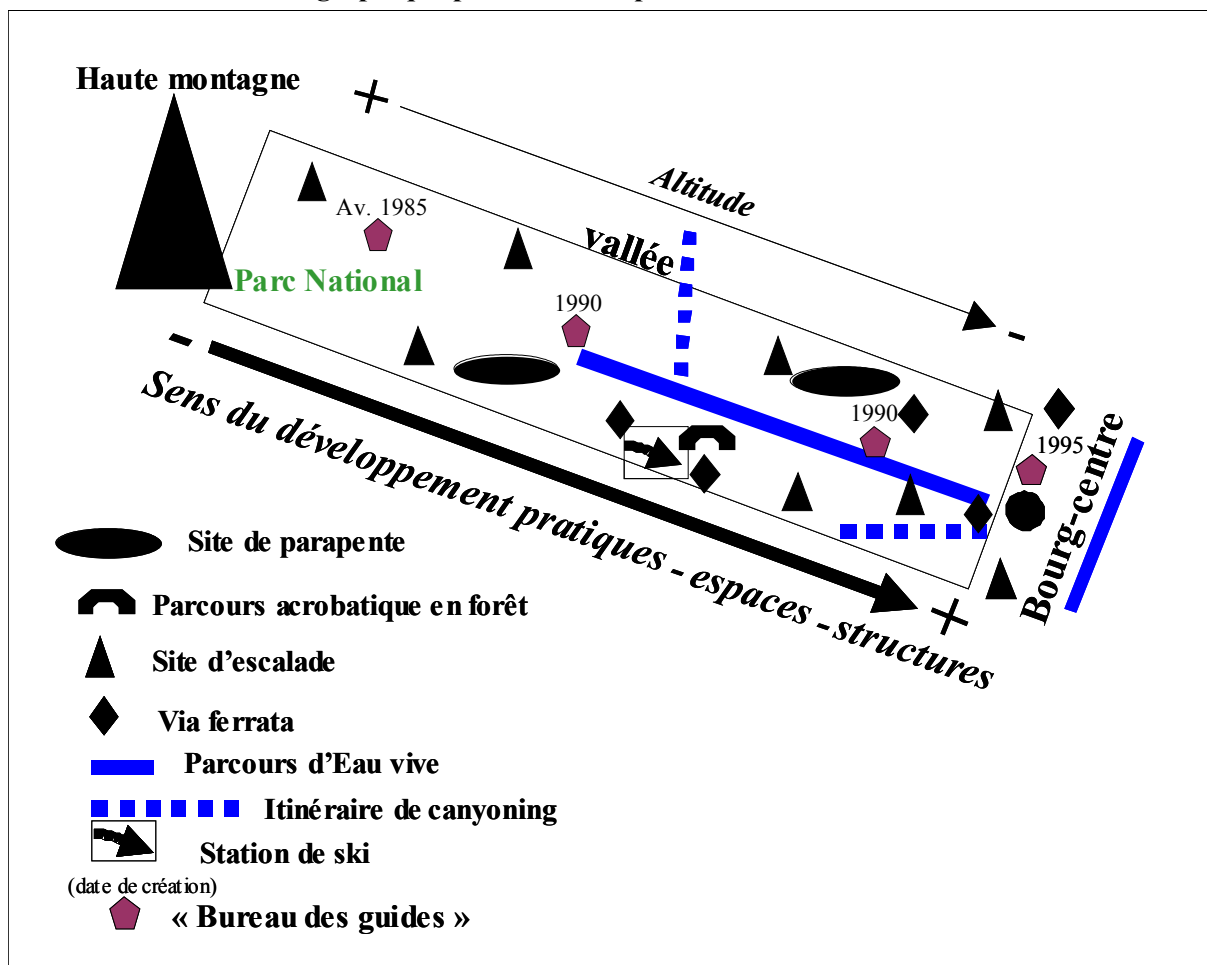 Haute montagne
+
Altitude
Av. 1985
vallée
Parc National
1990
-
-
Sens du développement pratiques - espaces - structures
+
1990
1995
Bourg-centre
Site de parapente
Parcours acrobatique en forêt
Site d'escalade
Via ferrata
Parcours d'Eau vive
Itinéraire de canyoning
Station de ski
(date de création)
« Bureau des guides »